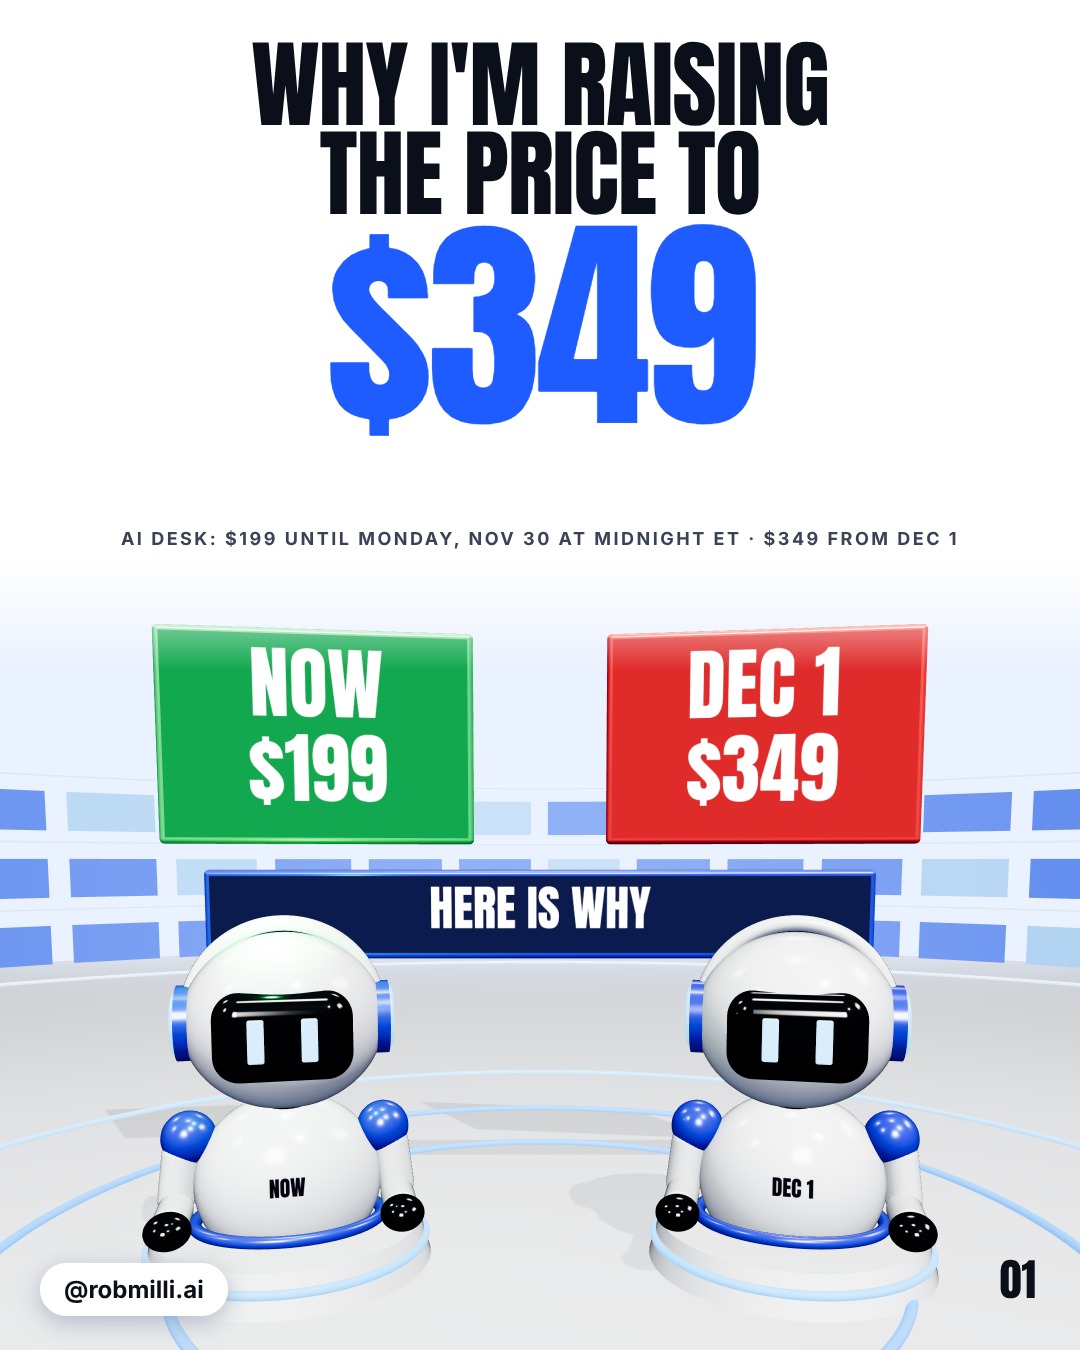 WHY I'M RAISING
THE PRICE TO
$349
AI DESK: $199 UNTIL MONDAY, NOV 30 AT MIDNIGHT ET · $349 FROM DEC 1
NOW
$199
DEC 1
$349
HERE IS WHY
NOW
DEC 1
@robmilli.ai
01